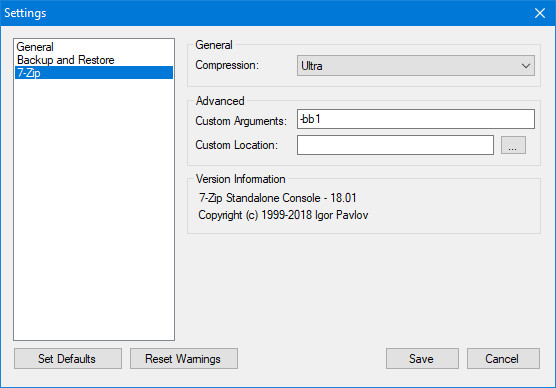 Settings
General
Backup and Restore
7-Zip
General
Compression: Ultra
Advanced
Custom Arguments: -bb1
Custom Location: ...
Version Information
7-Zip Standalone Console - 18.01
Copyright (c) 1999-2018 Igor Pavlov
Set Defaults Reset Warnings Save Cancel